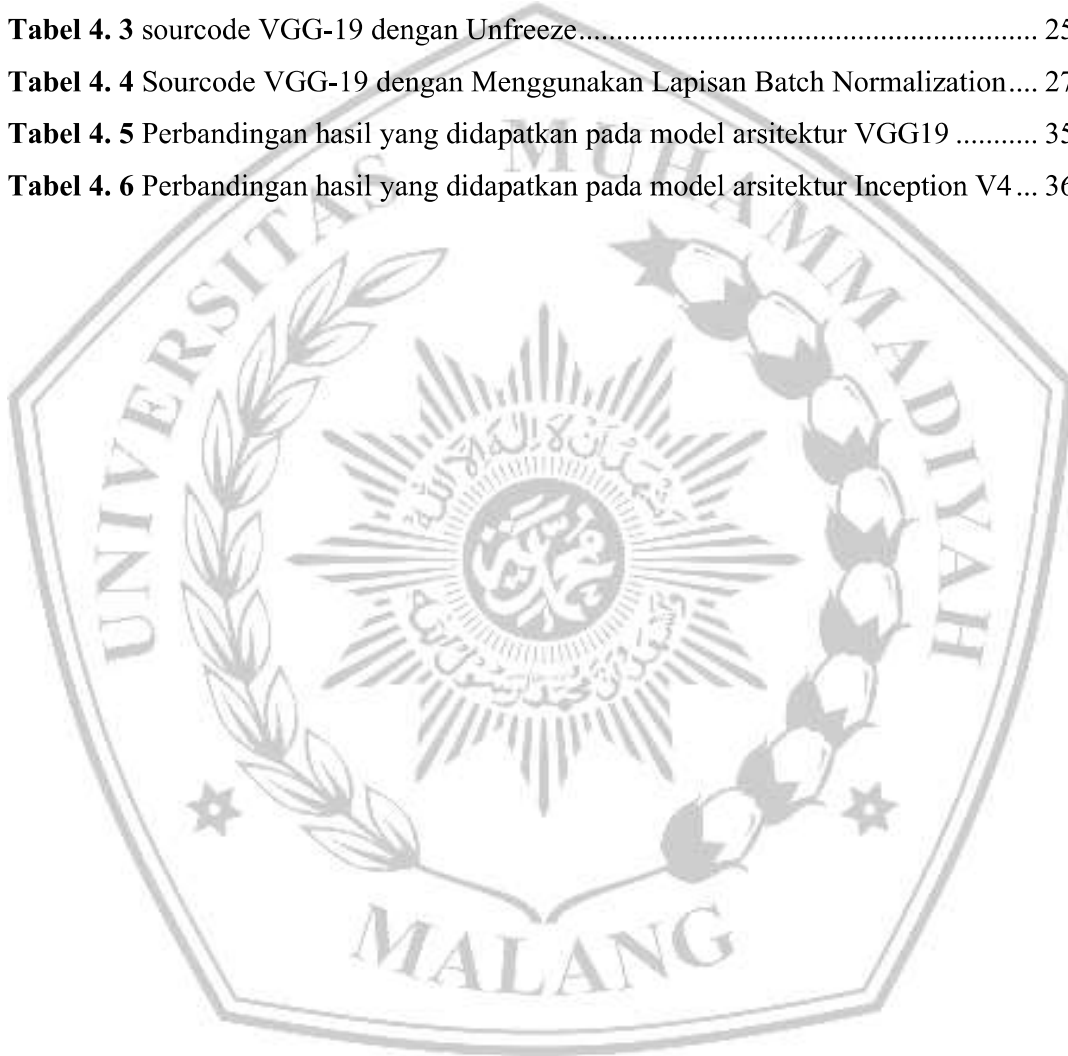 Tabel 4. 3 sourcode VGG-19 dengan Unfreeze.................................................................. 25
Tabel 4. 4 Sourcode VGG-19 dengan Menggunakan Lapisan Batch Normalization.... 27
Tabel 4. 5 Perbandingan hasil yang didapatkan pada model arsitektur VGG19 ........... 35
Tabel 4. 6 Perbandingan hasil yang didapatkan pada model arsitektur Inception V4... 36
UNIVERSITAS MUHAMMADIYAH
MALANG